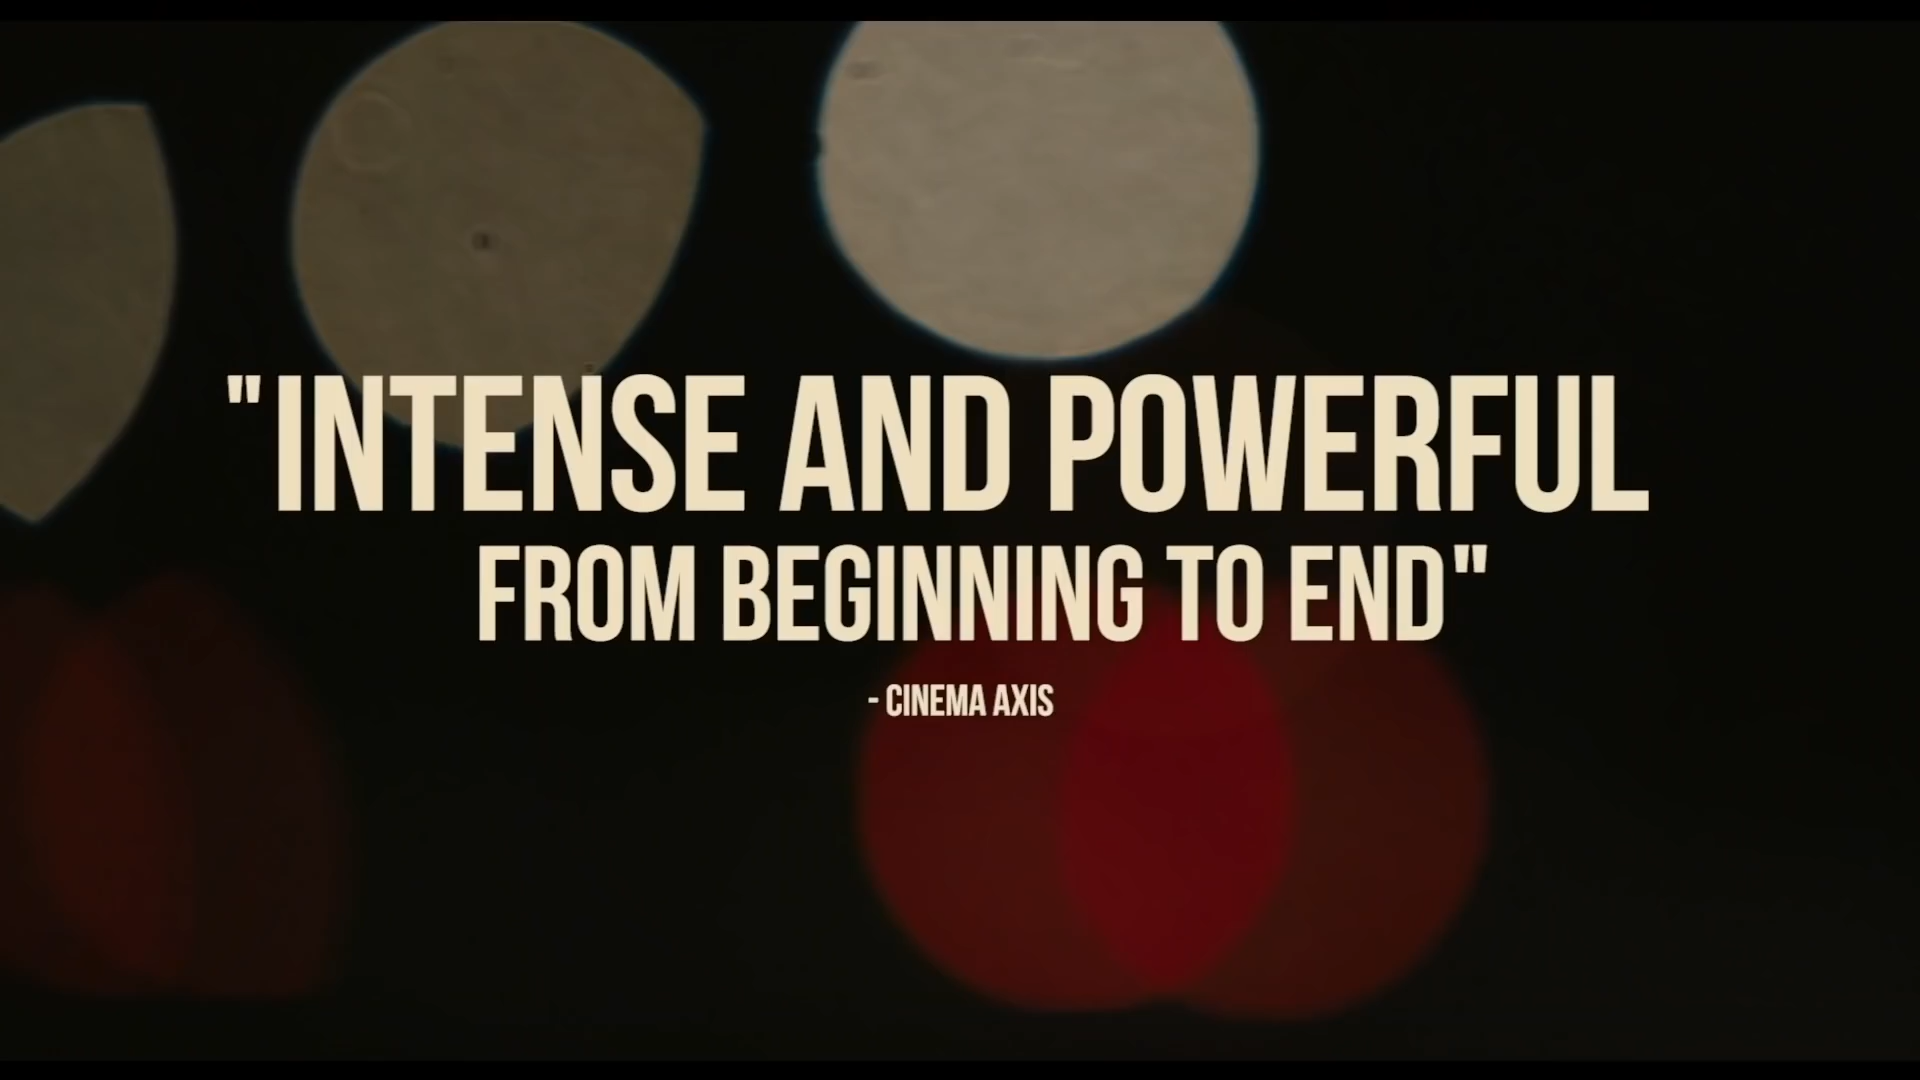 "INTENSE AND POWERFUL
FROM BEGINNING TO END"
- CINEMA AXIS